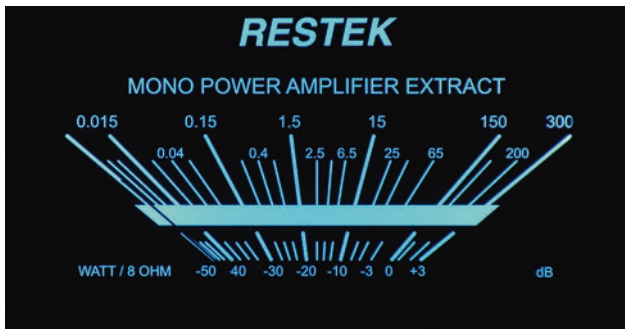 RESTEK
MONO POWER AMPLIFIER EXTRACT
0.015 0.15 1.5 15 150 300
0.04 0.4 2.5 6.5 25 65 200
WATT / 8 OHM -50 40 -30 -20 -10 -3 0 +3 dB